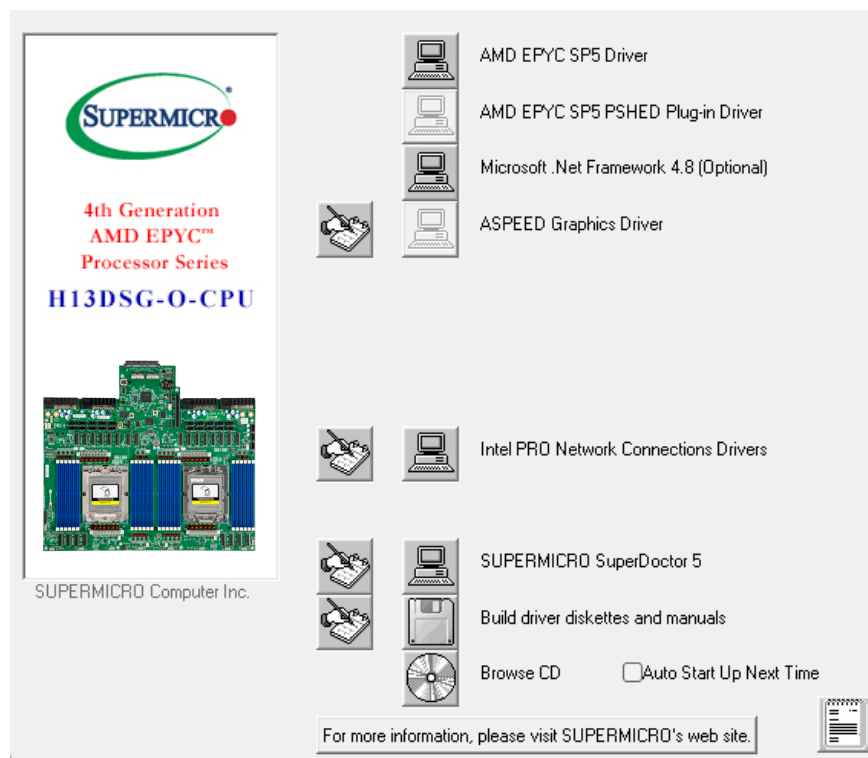 SUPERMICRO
4th Generation
AMD EPYC™
Processor Series
H13DSG-O-CPU
SUPERMICRO Computer Inc.
AMD EPYC SP5 Driver
AMD EPYC SP5 PSHED Plug-in Driver
Microsoft .Net Framework 4.8 (Optional)
ASPEED Graphics Driver
Intel PRO Network Connections Drivers
SUPERMICRO SuperDoctor 5
Build driver diskettes and manuals
Browse CD
Auto Start Up Next Time
For more information, please visit SUPERMICRO's web site.